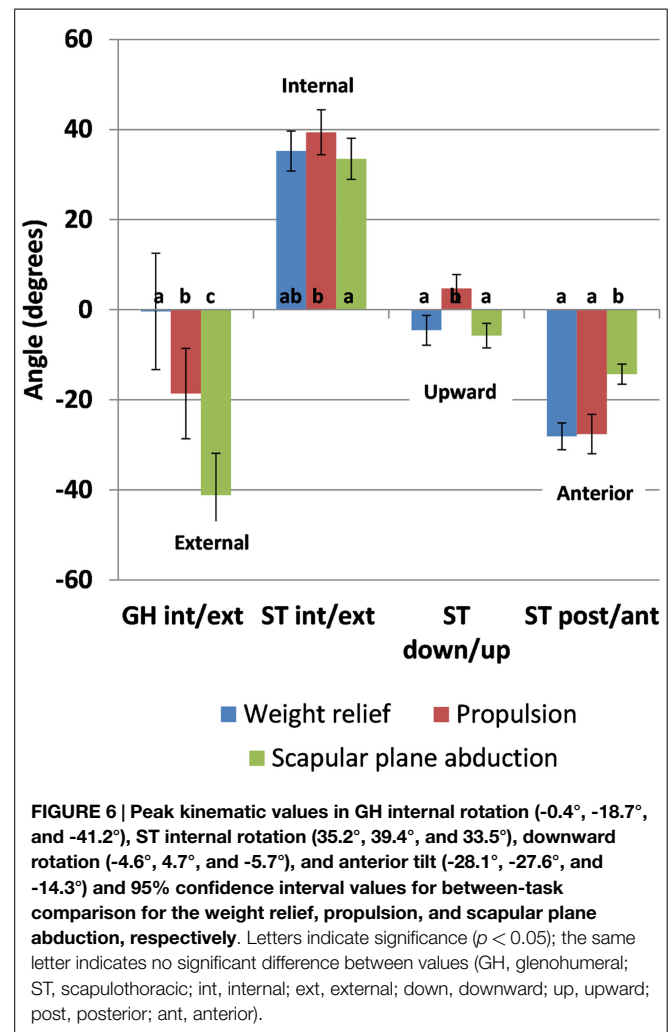 60
40
20
0
-20
-40
-60
Angle (degrees)
Internal
a b c ab b a a b a a a b
Upward
Anterior
External
GH int/ext ST int/ext ST down/up ST post/ant
Weight relief Propulsion
Scapular plane abduction
FIGURE 6 | Peak kinematic values in GH internal rotation (-0.4°, -18.7°,
and -41.2°), ST internal rotation (35.2°, 39.4°, and 33.5°), downward
rotation (-4.6°, 4.7°, and -5.7°), and anterior tilt (-28.1°, -27.6°, and
-14.3°) and 95% confidence interval values for between-task
comparison for the weight relief, propulsion, and scapular plane
abduction, respectively. Letters indicate significance (p < 0.05); the same
letter indicates no significant difference between values (GH, glenohumeral;
ST, scapulothoracic; int, internal; ext, external; down, downward; up, upward;
post, posterior; ant, anterior).